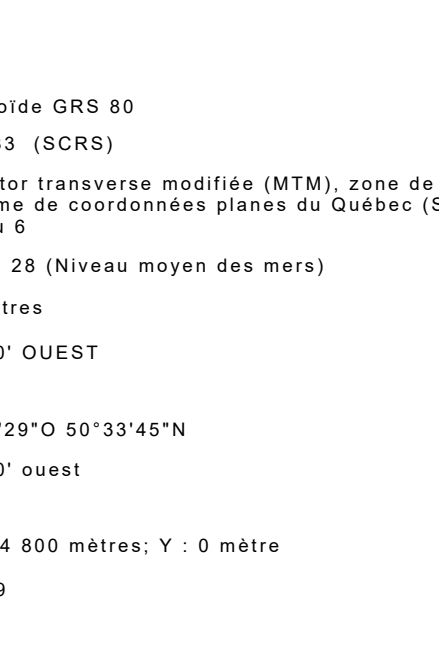 oïde GRS 80
33 (SCRS)
tor transverse modifiée (MTM), zone de
me de coordonnées planes du Québec (S
u 6
28 (Niveau moyen des mers)
tres
0' OUEST
'29"O 50°33'45"N
0' ouest
4 800 mètres; Y : 0 mètre
9